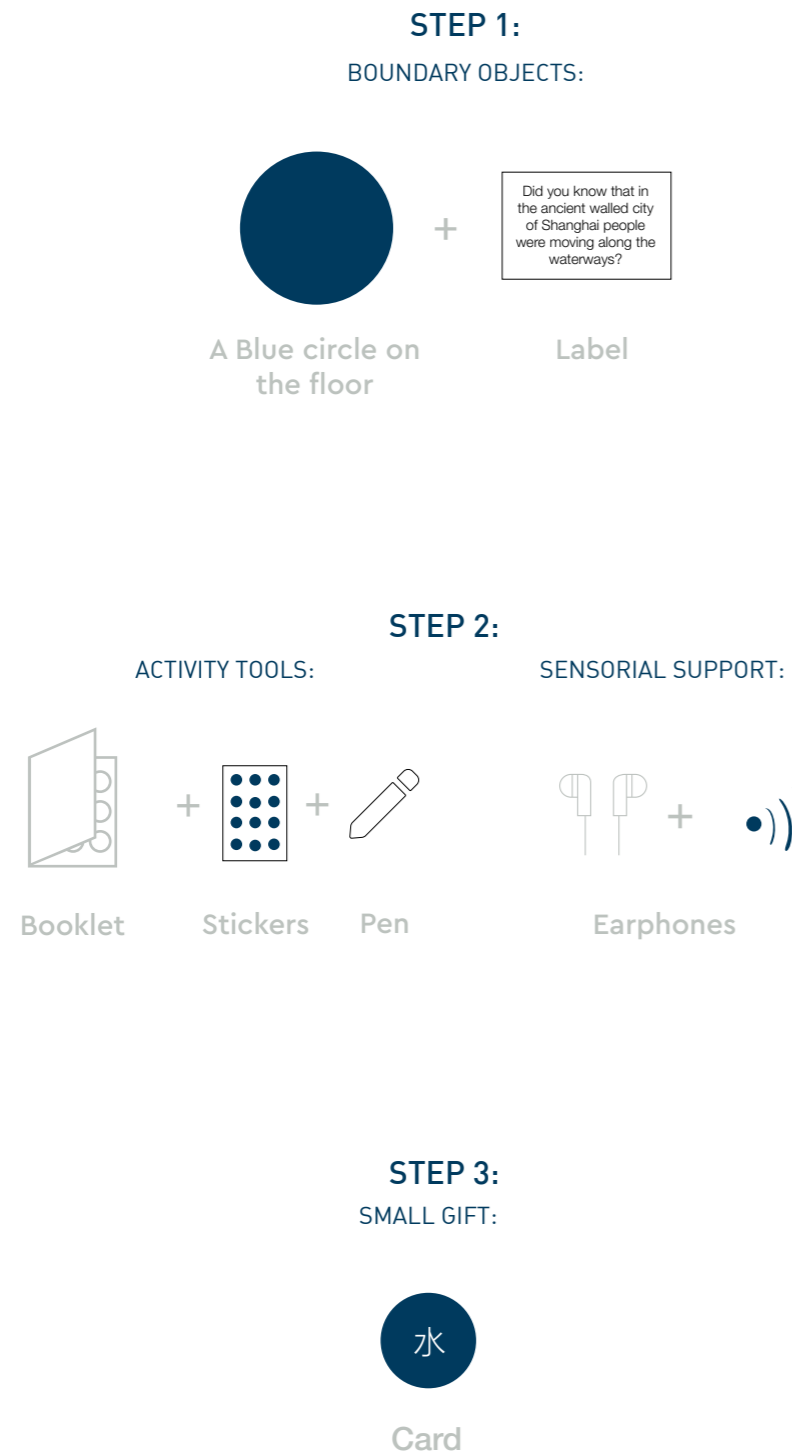 STEP 1:
BOUNDARY OBJECTS:
+
Did you know that in
the ancient walled city
of Shanghai people
were moving along the
waterways?
A Blue circle on
the floor
Label
STEP 2:
ACTIVITY TOOLS:
SENSORIAL SUPPORT:
+
+
+
Booklet
Stickers
Pen
Earphones
STEP 3:
SMALL GIFT:
水
Card